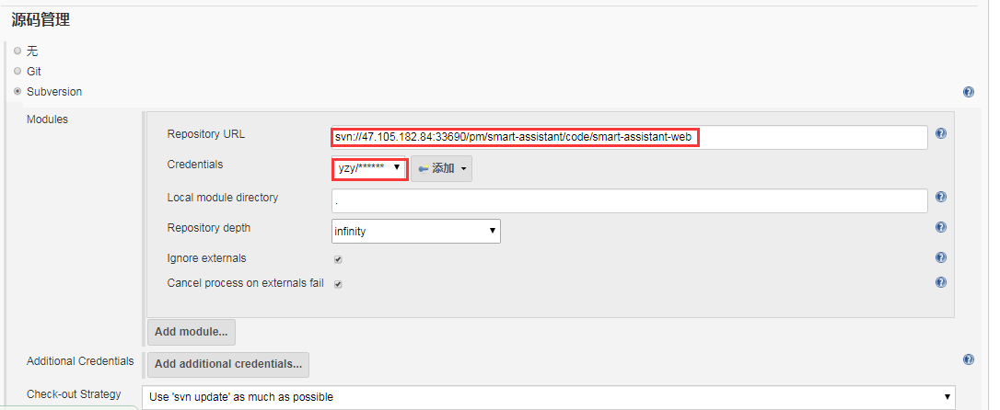 源码管理
无
Git
Subversion
Modules
Repository URL
svn://47.105.182.84:33690/pm/smart-assistant/code/smart-assistant-web
Credentials
yzy/******
添加
Local module directory
.
Repository depth
infinity
Ignore externals
Cancel process on externals fail
Add module...
Additional Credentials
Add additional credentials...
Check-out Strategy
Use 'svn update' as much as possible